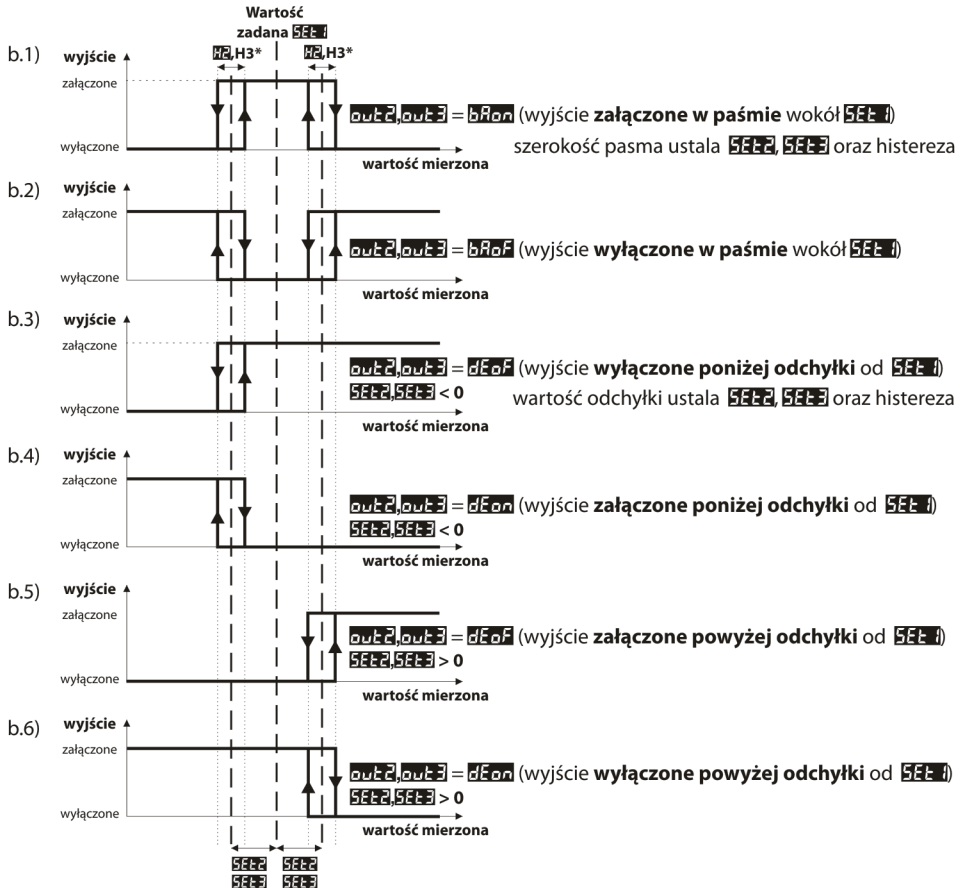 Wartość
zadana SEt1
H2,H3* H2,H3*
b.1) wyjście
załączone
out2,out3 = bAon (wyjście załączone w paśmie wokół SEt1)
szerokość pasma ustala SEt2, SEt3 oraz histereza
wyłączone
wartość mierzona
b.2) wyjście
załączone
out2,out3 = bAoF (wyjście wyłączone w paśmie wokół SEt1)
wyłączone
wartość mierzona
b.3) wyjście
załączone
out2,out3 = dEoF (wyjście wyłączone poniżej odchyłki od SEt1)
SEt2,SEt3 < 0 wartość odchyłki ustala SEt2, SEt3 oraz histereza
wyłączone
wartość mierzona
b.4) wyjście
załączone
out2,out3 = dEon (wyjście załączone poniżej odchyłki od SEt1)
SEt2,SEt3 < 0
wyłączone
wartość mierzona
b.5) wyjście
załączone
out2,out3 = dEoF (wyjście załączone powyżej odchyłki od SEt1)
SEt2,SEt3 > 0
wyłączone
wartość mierzona
b.6) wyjście
załączone
out2,out3 = dEon (wyjście wyłączone powyżej odchyłki od SEt1)
SEt2,SEt3 > 0
wyłączone
wartość mierzona
SEt2 SEt2
SEt3 SEt3